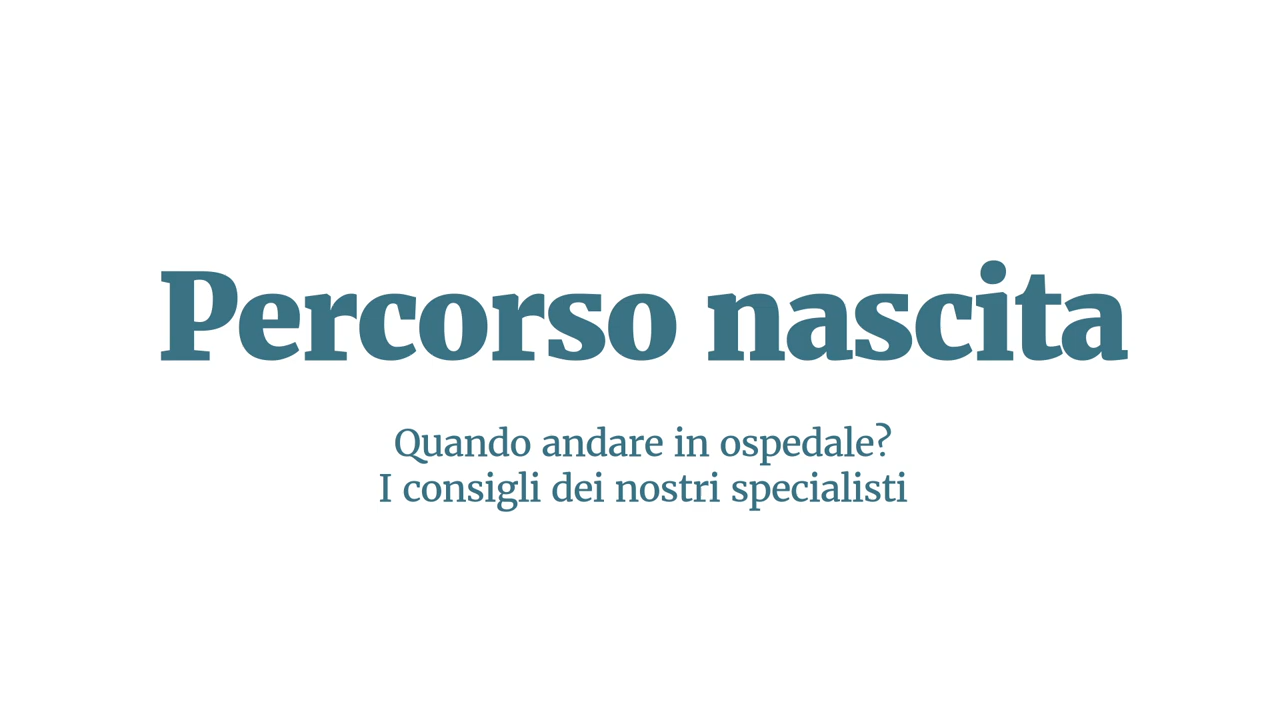 Percorso nascita
Quando andare in ospedale?
I consigli dei nostri specialisti